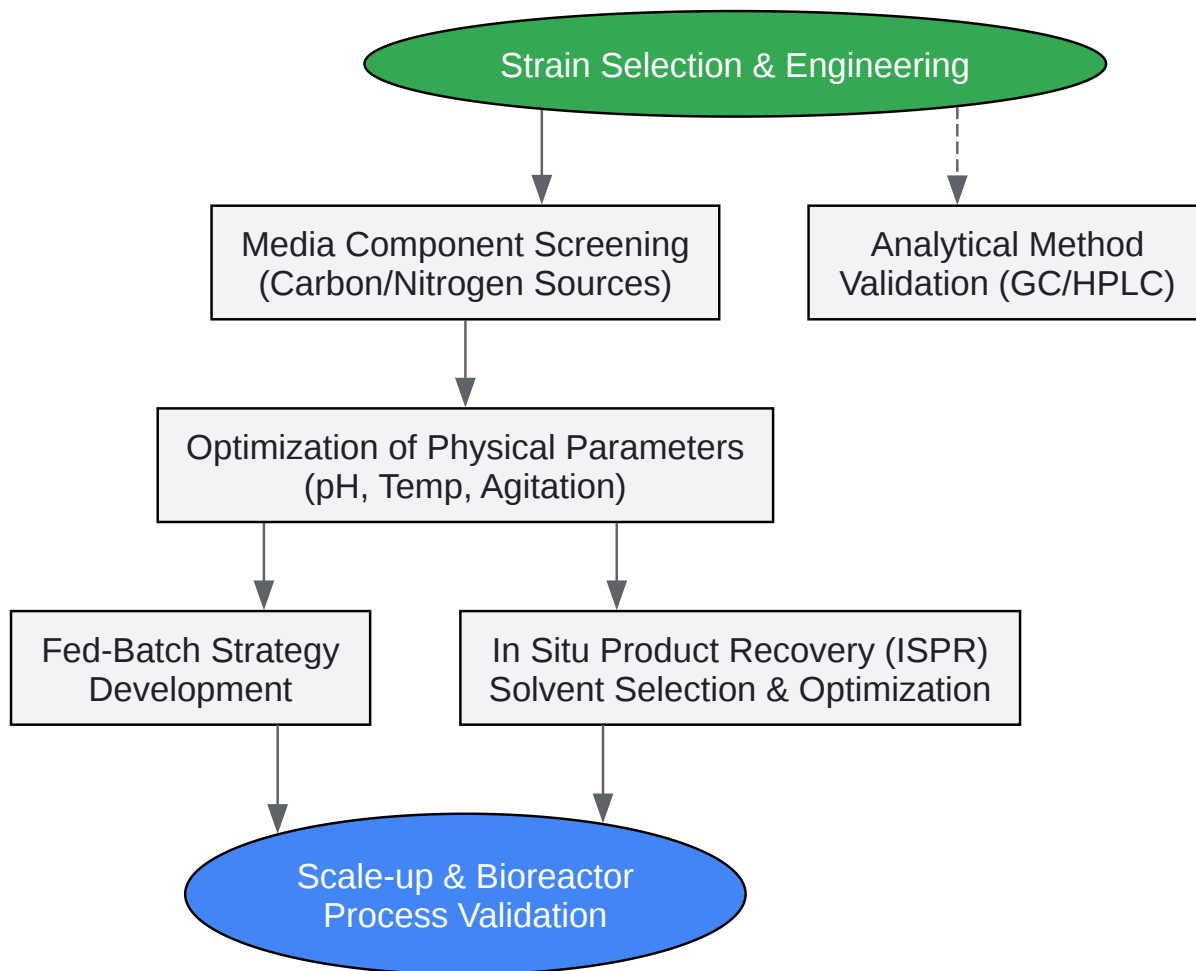 Strain Selection & Engineering
Media Component Screening
(Carbon/Nitrogen Sources)
Analytical Method
Validation (GC/HPLC)
Optimization of Physical Parameters
(pH, Temp, Agitation)
Fed-Batch Strategy
Development
In Situ Product Recovery (ISPR)
Solvent Selection & Optimization
Scale-up & Bioreactor
Process Validation